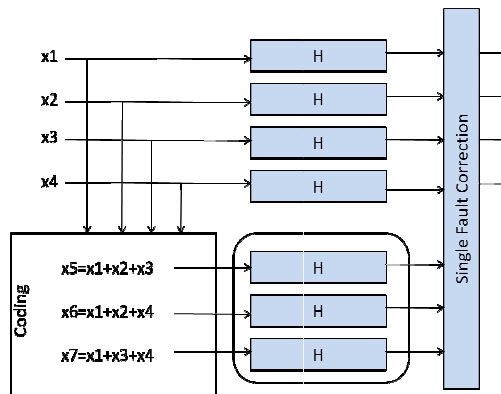 x1
H
x2
H
x3
H
x4
H
Single Fault Correction
Coding
x5=x1+x2+x3
H
x6=x1+x2+x4
H
x7=x1+x3+x4
H